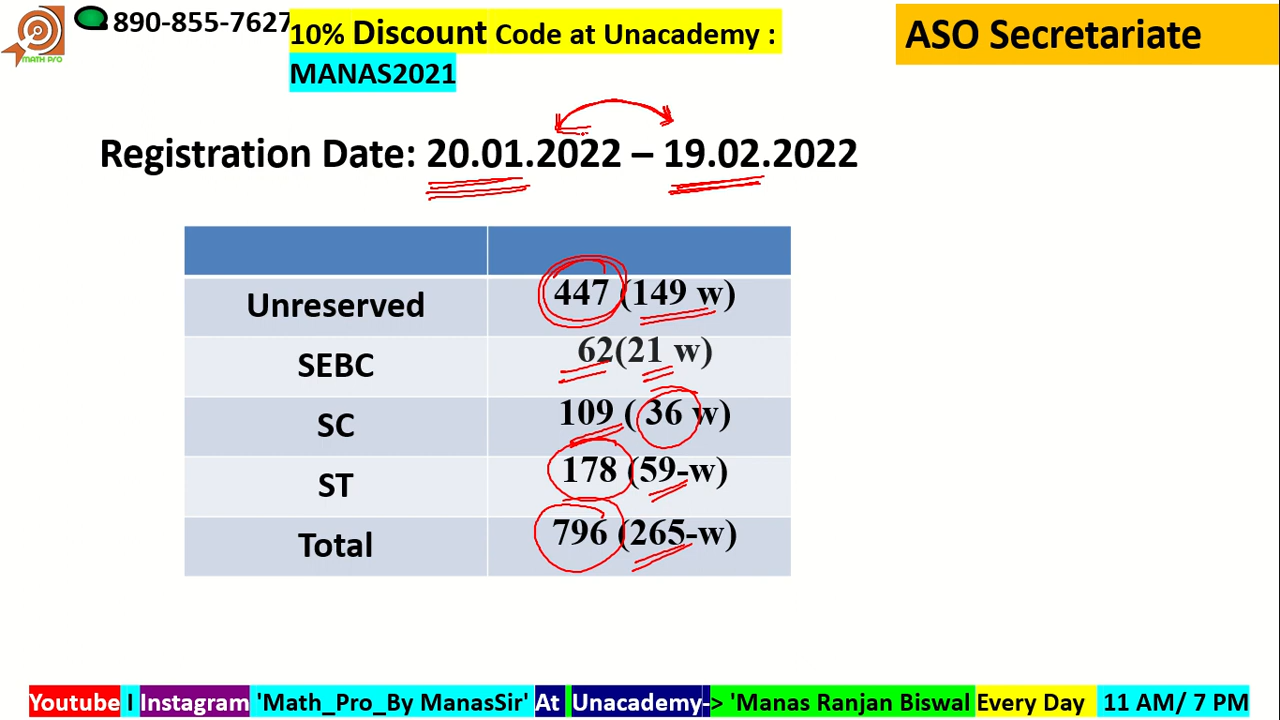 MATH PRO
890-855-7627
10% Discount Code at Unacademy :
MANAS2021
ASO Secretariate
Registration Date: 20.01.2022 – 19.02.2022
Unreserved 447 (149 w)
SEBC 62(21 w)
SC 109 ( 36 w)
ST 178 (59-w)
Total 796 (265-w)
Youtube I Instagram 'Math_Pro_By ManasSir' At Unacademy-> 'Manas Ranjan Biswal Every Day 11 AM/ 7 PM